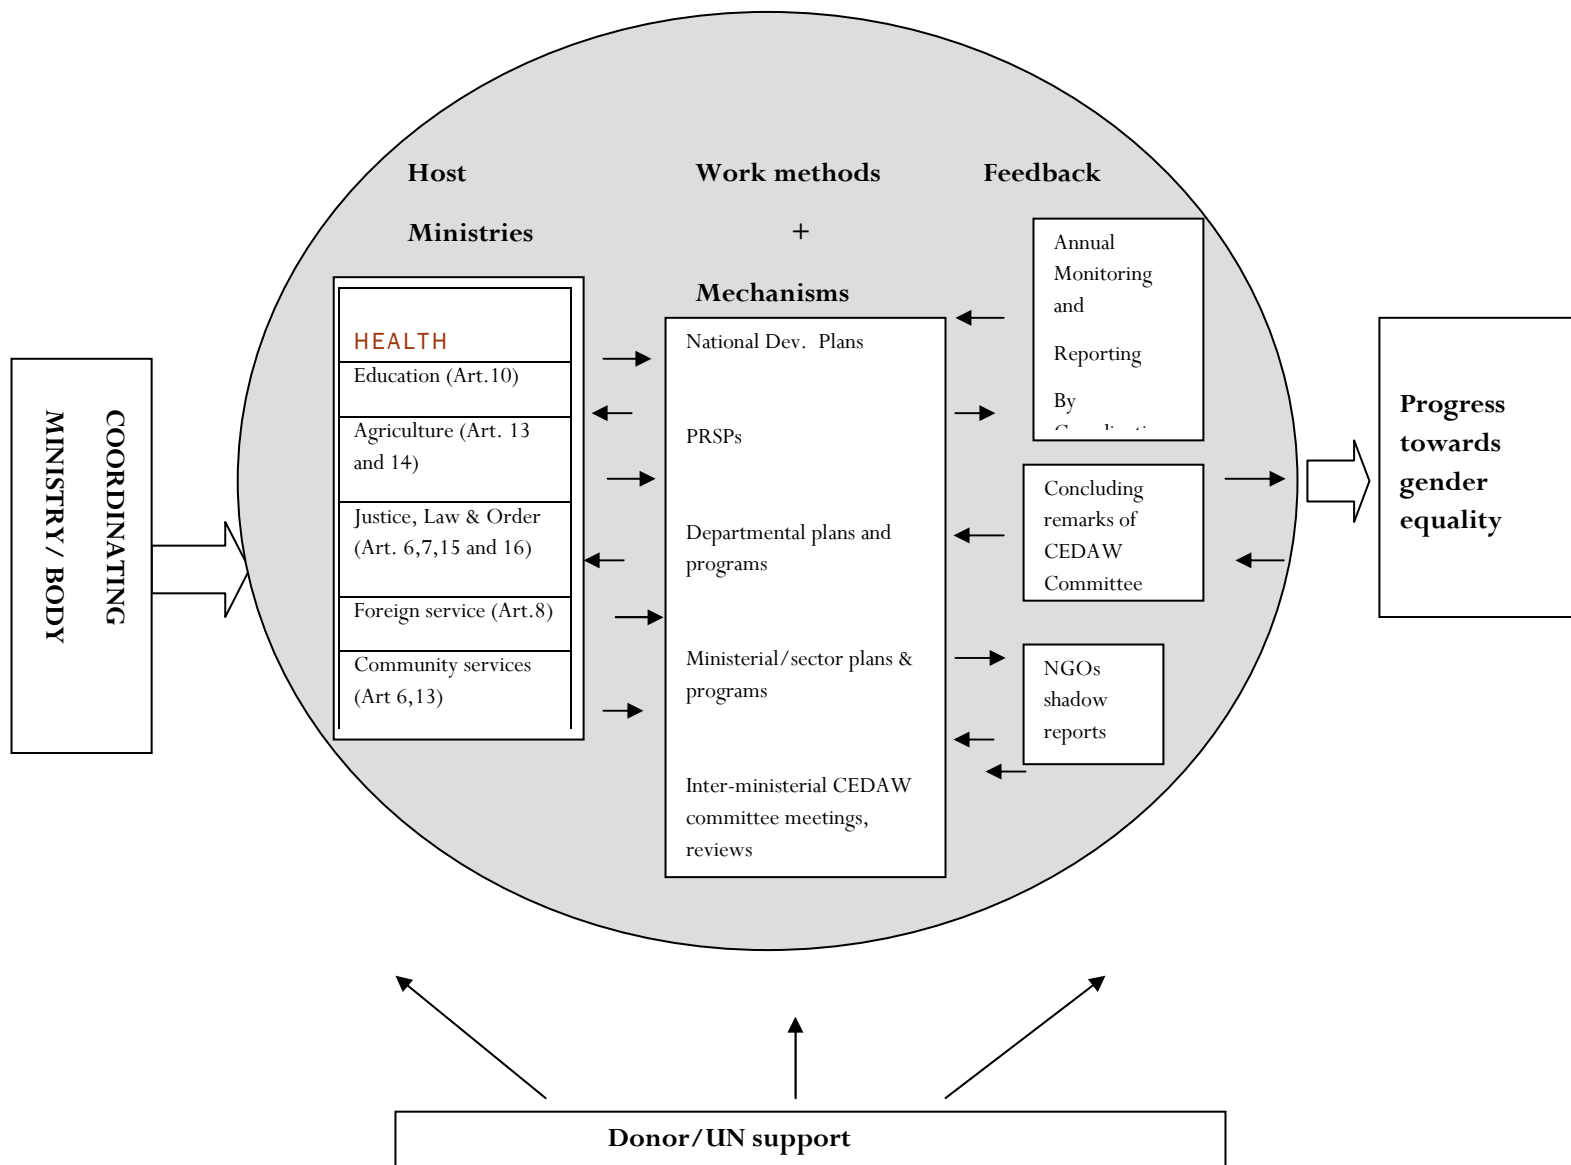 Host
Ministries
Work methods
+
Mechanisms
Feedback
COORDINATING
MINISTRY/ BODY
HEALTH
Education (Art.10)
Agriculture (Art. 13
and 14)
Justice, Law & Order
(Art. 6,7,15 and 16)
Foreign service (Art.8)
Community services
(Art 6,13)
National Dev. Plans
PRSPs
Departmental plans and
programs
Ministerial/sector plans &
programs
Inter-ministerial CEDAW
committee meetings,
reviews
Annual
Monitoring
and
Reporting
By
Concluding
remarks of
CEDAW
Committee
NGOs
shadow
reports
Progress
towards
gender
equality
Donor/UN support